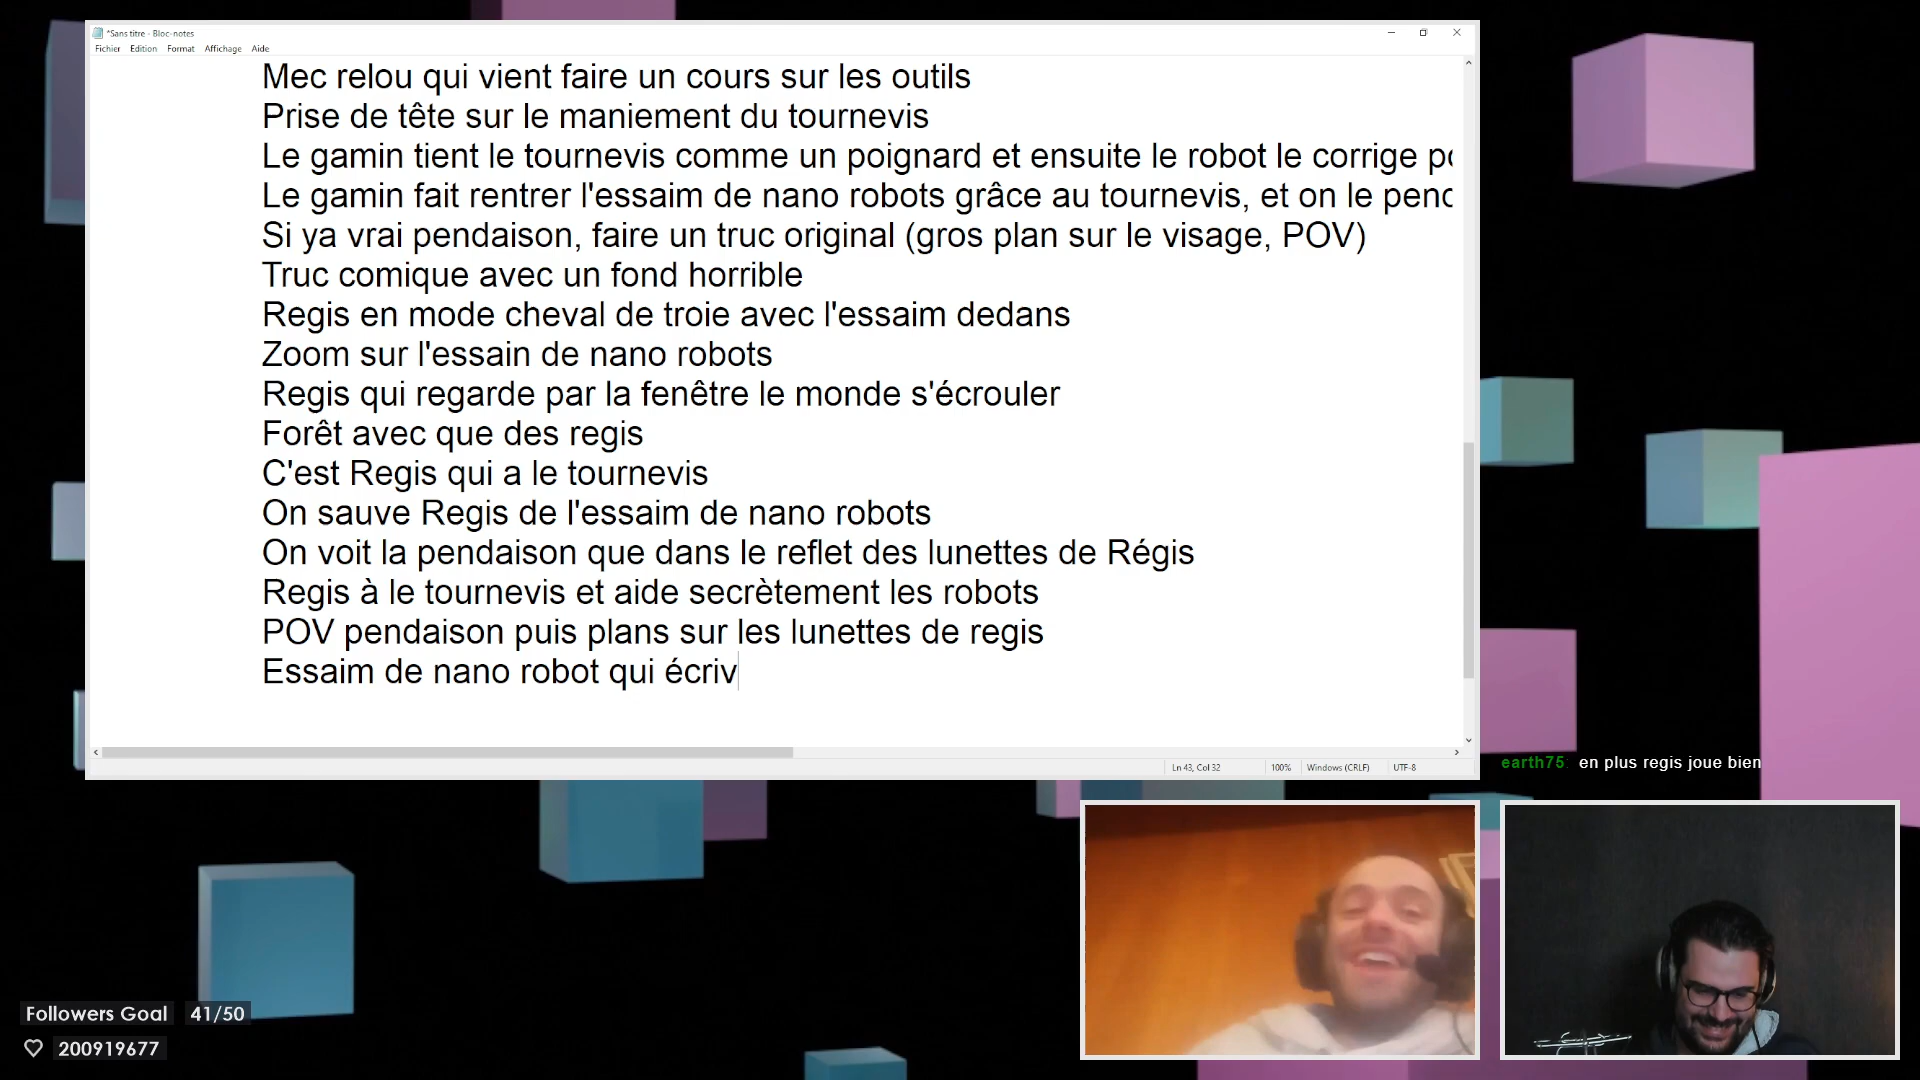 *Sans titre - Bloc-notes
Fichier Edition Format Affichage Aide
Mec relou qui vient faire un cours sur les outils
Prise de tête sur le maniement du tournevis
Le gamin tient le tournevis comme un poignard et ensuite le robot le corrige
Le gamin fait rentrer l'essaim de nano robots grâce au tournevis, et on le
Si ya vrai pendaison, faire un truc original (gros plan sur le visage, POV)
Truc comique avec un fond horrible
Regis en mode cheval de troie avec l'essaim dedans
Zoom sur l'essain de nano robots
Regis qui regarde par la fenêtre le monde s'écrouler
Forêt avec que des regis
C'est Regis qui a le tournevis
On sauve Regis de l'essaim de nano robots
On voit la pendaison que dans le reflet des lunettes de Régis
Regis à le tournevis et aide secrètement les robots
POV pendaison puis plans sur les lunettes de regis
Essaim de nano robot qui écriv
Ln 43, Col 32 100% Windows (CRLF) UTF-8
earth75: en plus regis joue bien
Followers Goal 41/50
200919677